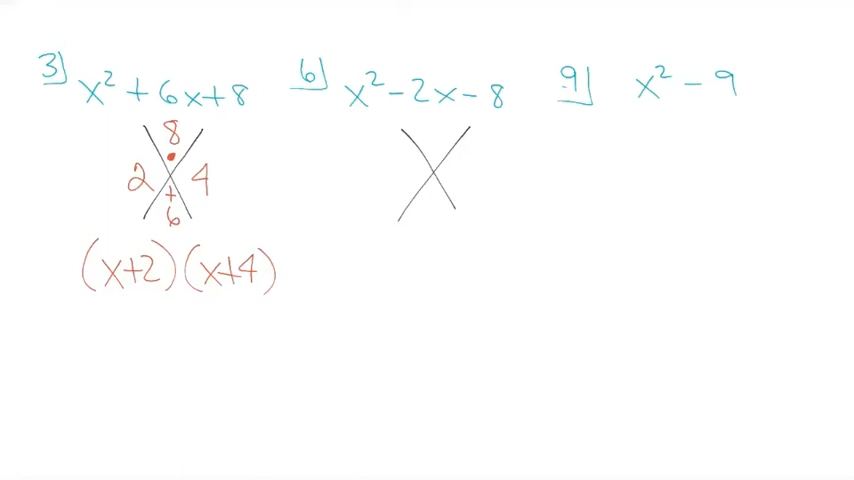 3] x² + 6x + 8
8
•
2 4
+
6
(x+2)(x+4)
6] x² - 2x - 8
9] x² - 9